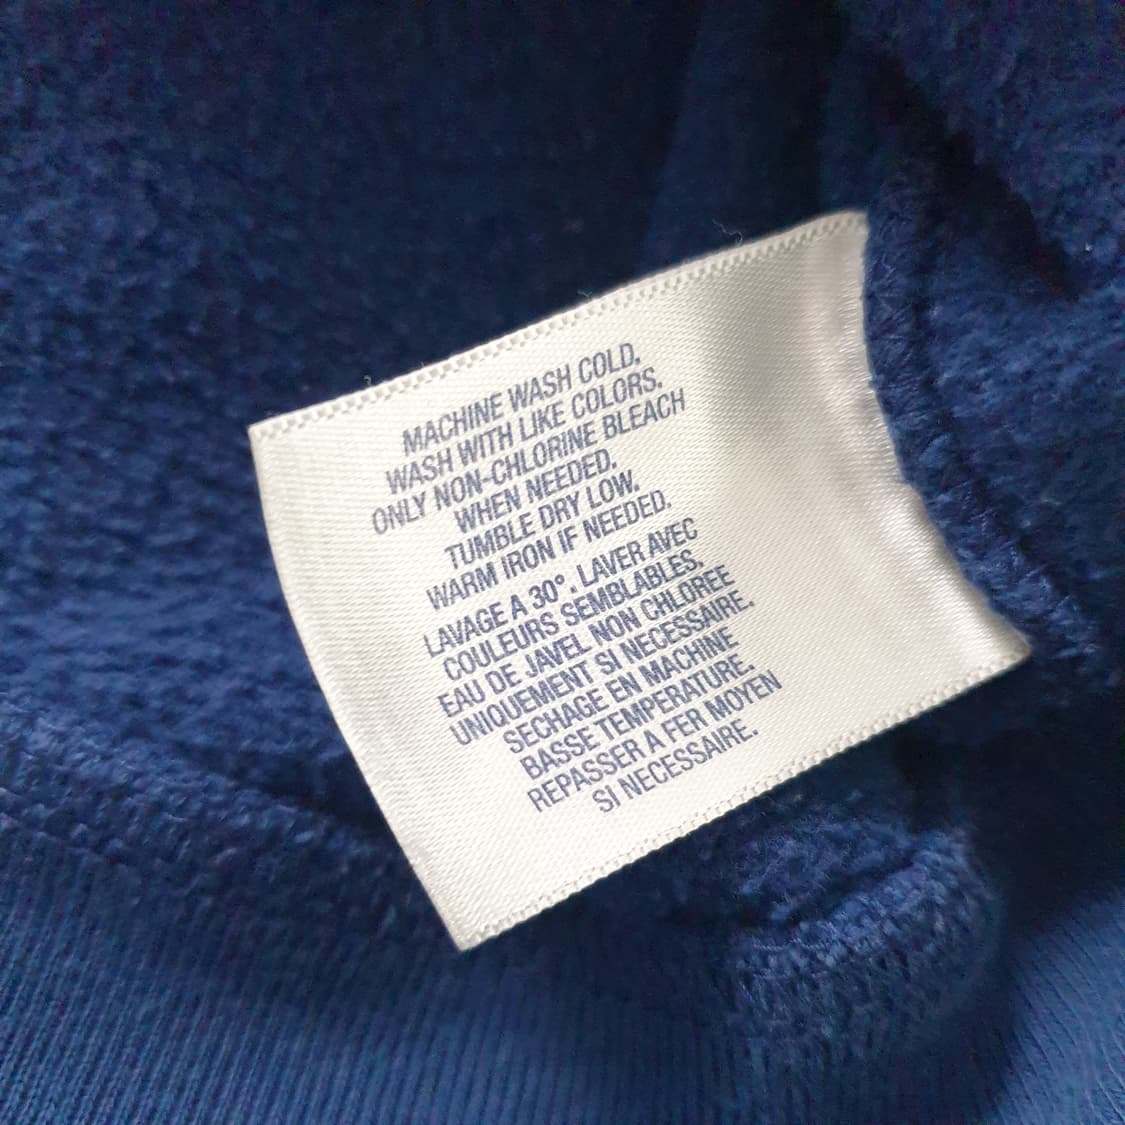 MACHINE WASH COLD.
WASH WITH LIKE COLORS.
ONLY NON-CHLORINE BLEACH
WHEN NEEDED.
TUMBLE DRY LOW.
WARM IRON IF NEEDED.
LAVAGE A 30°. LAVER AVEC
COULEURS SEMBLABLES.
EAU DE JAVEL NON CHLOREE
UNIQUEMENT SI NECESSAIRE.
SECHAGE EN MACHINE
BASSE TEMPERATURE.
REPASSER A FER MOYEN
SI NECESSAIRE.